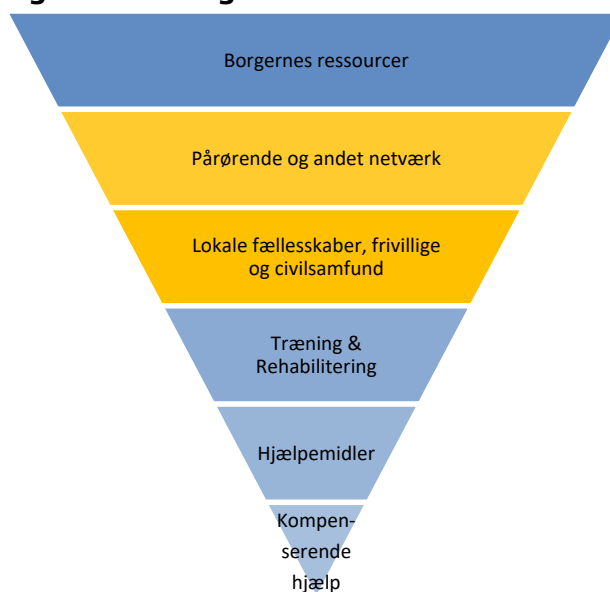 Borgernes ressourcer
Pårørende og andet netværk
Lokale fællesskaber, frivillige
og civilsamfund
Træning &
Rehabilitering
Hjælpemidler
Kompen-
serende
hjælp